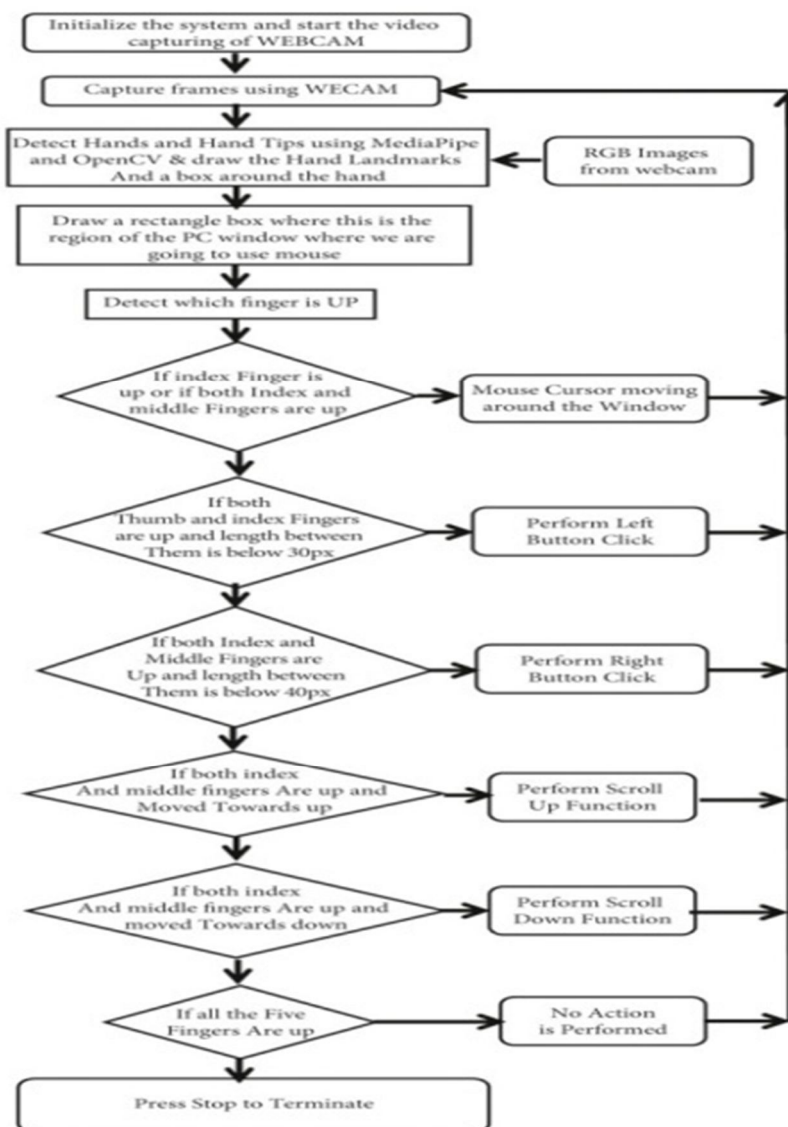 Initialize the system and start the video
capturing of WEBCAM
Capture frames using WECAM
Detect Hands and Hand Tips using MediaPipe
and OpenCV & draw the Hand Landmarks
And a box around the hand
RGB Images
from webcam
Draw a rectangle box where this is the
region of the PC window where we are
going to use mouse
Detect which finger is UP
If index Finger is
up or if both Index and
middle Fingers are up
Mouse Cursor moving
around the Window
If both
Thumb and index Fingers
are up and length between
Them is below 30px
Perform Left
Button Click
If both Index and
Middle Fingers are
Up and length between
Them is below 40px
Perform Right
Button Click
If both index
And middle fingers Are up and
Moved Towards up
Perform Scroll
Up Function
If both index
And middle fingers Are up and
moved Towards down
Perform Scroll
Down Function
If all the Five
Fingers Are up
No Action
is Performed
Press Stop to Terminate